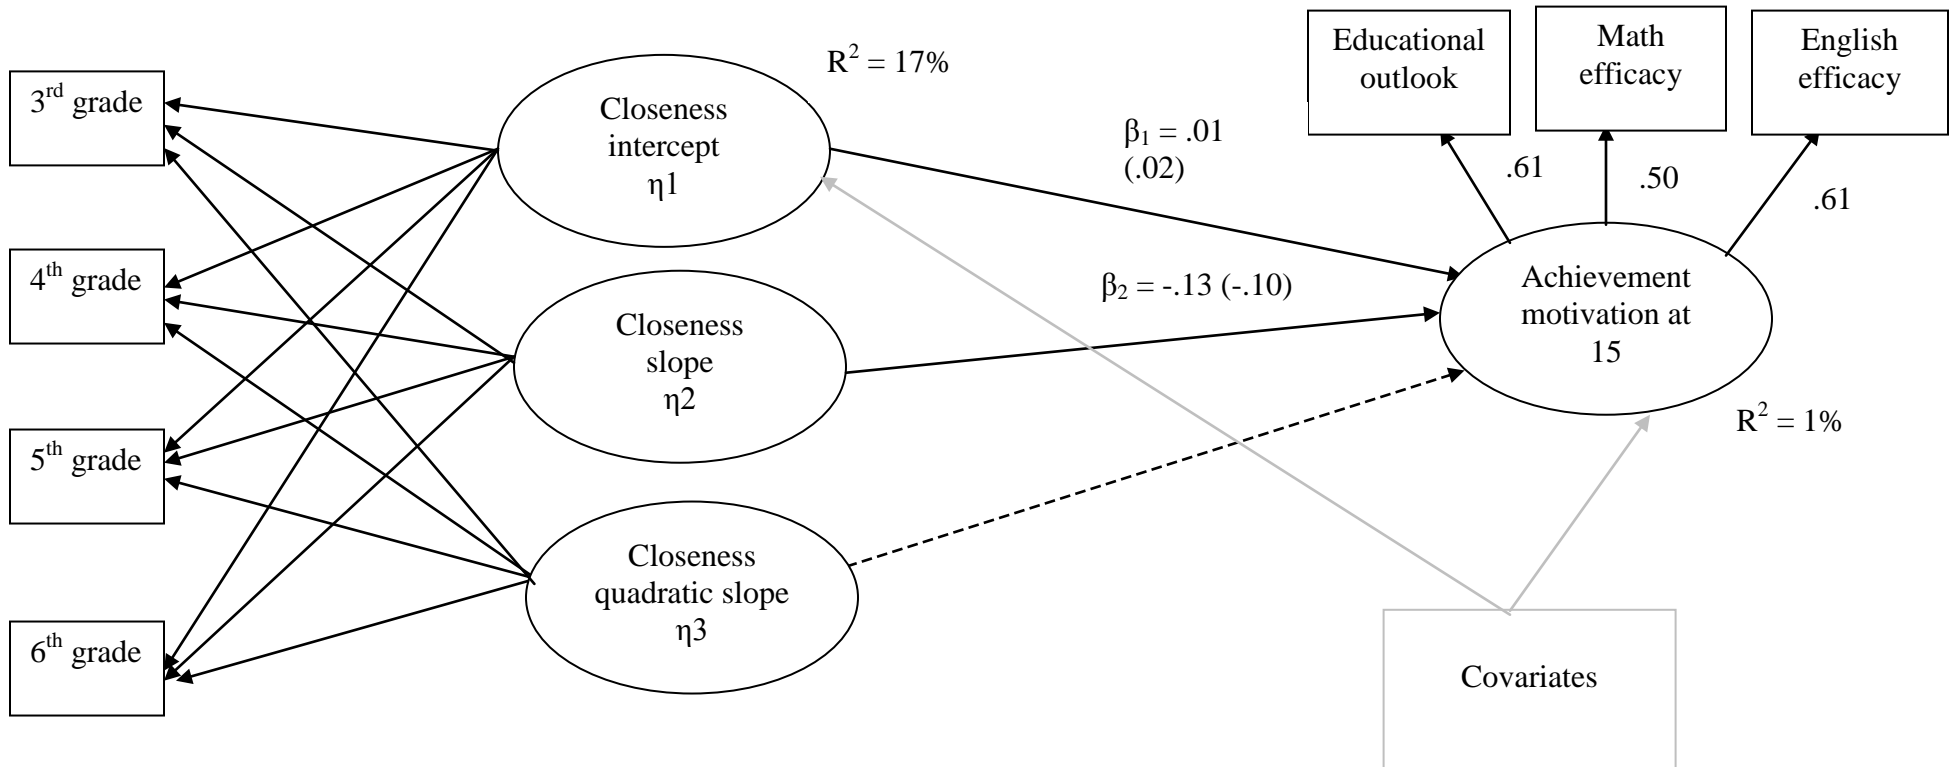 3rd grade
4th grade
5th grade
6th grade
Closeness
intercept
η1
R2 = 17%
Closeness
slope
η2
Closeness
quadratic slope
η3
β1 = .01
(.02)
β2 = -.13 (-.10)
Educational
outlook
Math
efficacy
English
efficacy
.61
.50
.61
Achievement
motivation at
15
R2 = 1%
Covariates